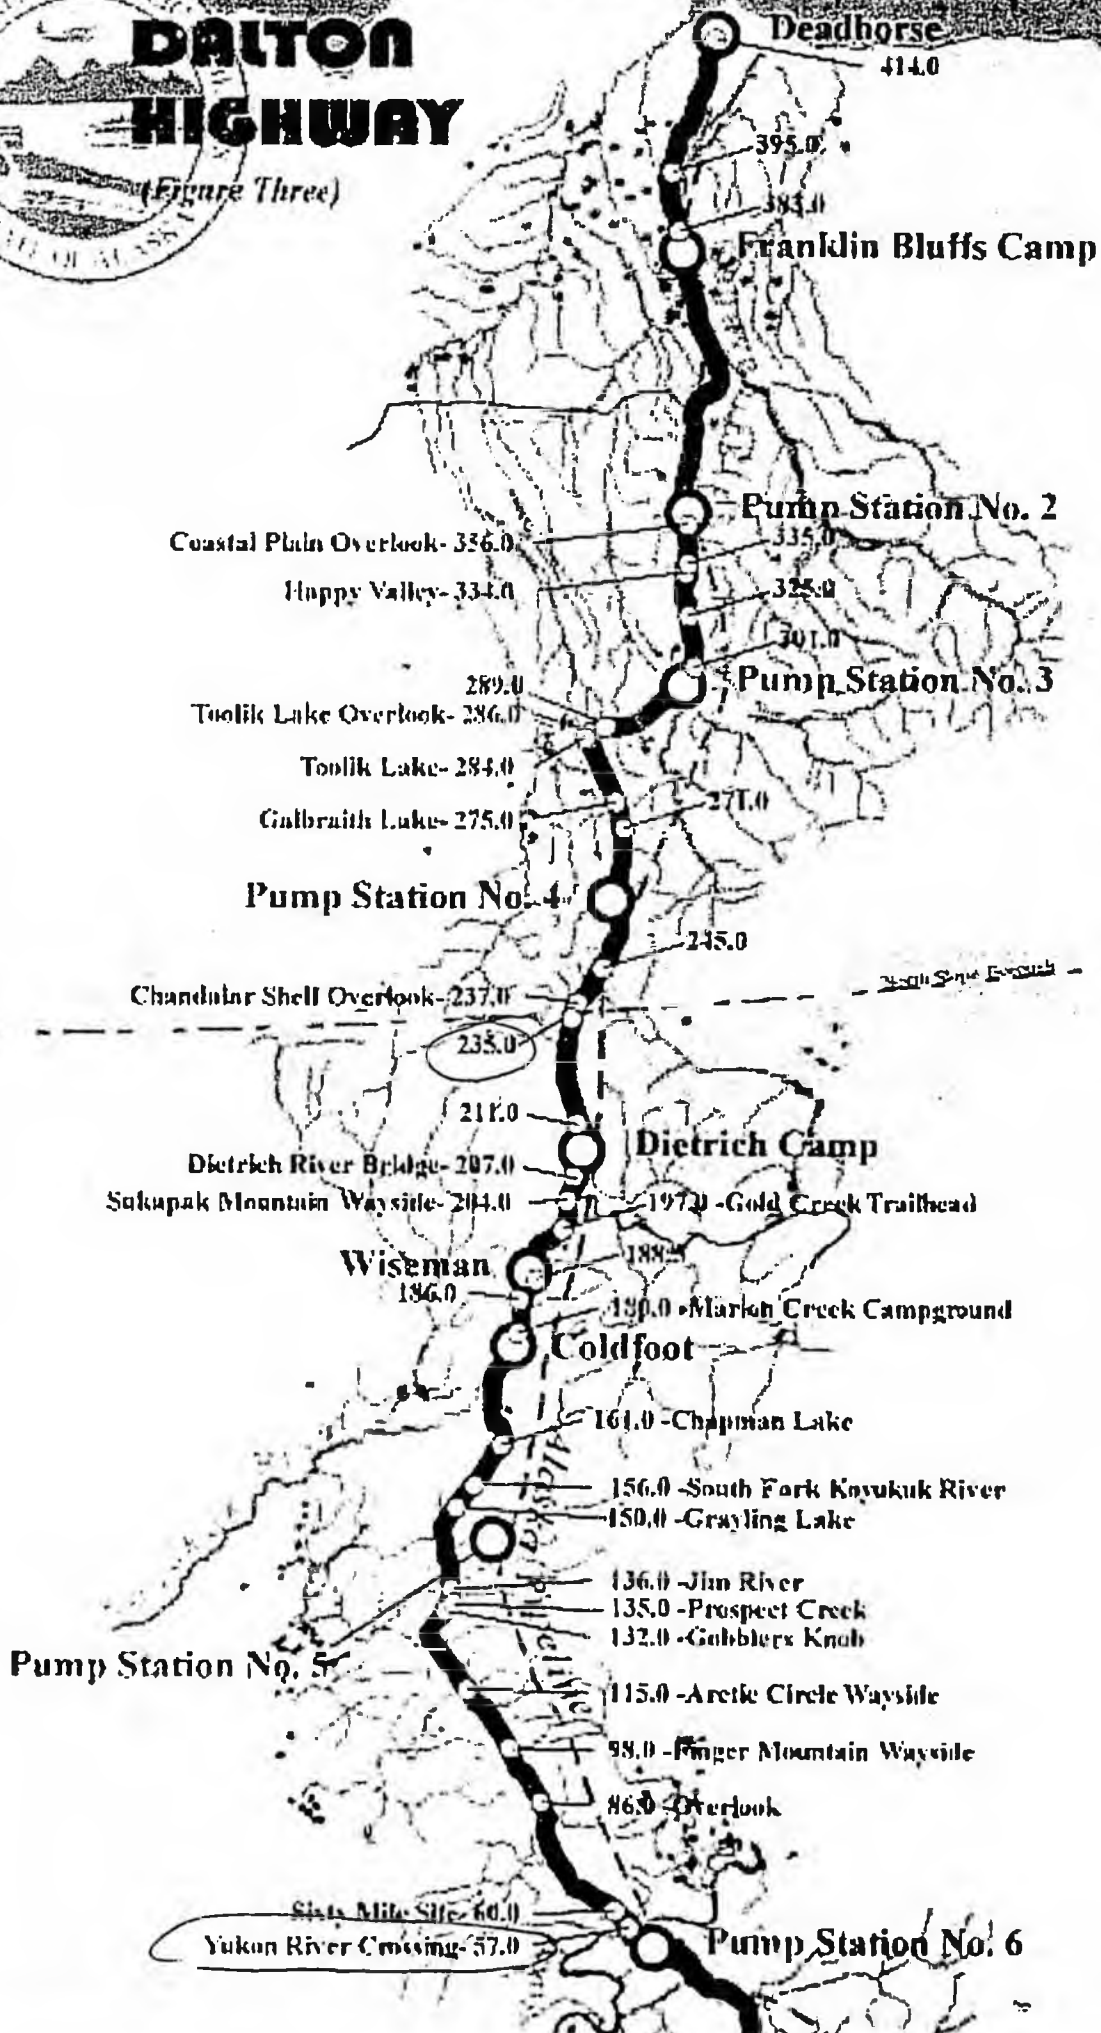 DALTON
HIGHWAY
(Figure Three)
Deadhorse
414.0
395.0
383.0
Franklin Bluffs Camp
Pump Station No. 2
Coastal Plain Overlook- 356.0
335.0
Happy Valley- 334.0
325.0
301.0
Pump Station No. 3
289.0
Toolik Lake Overlook- 286.0
Toolik Lake- 284.0
271.0
Galbraith Lake- 275.0
Pump Station No. 4
245.0
North Slope Borough
Chandalar Shelf Overlook- 237.0
235.0
211.0
Dietrich Camp
Dietrich River Bridge- 207.0
Sukapak Mountain Wayside- 204.0
197.0 -Gold Creek Trailhead
Wiseman
188.5
186.0
180.0 -Marion Creek Campground
Coldfoot
161.0 -Chapman Lake
156.0 -South Fork Koyukuk River
150.0 -Grayling Lake
136.0 -Jim River
135.0 -Prospect Creek
132.0 -Gobblers Knob
Pump Station No. 5
115.0 -Arctic Circle Wayside
98.0 -Finger Mountain Wayside
86.0 -Overlook
Sixty Mile Site- 60.0
Yukon River Crossing- 57.0
Pump Station No. 6